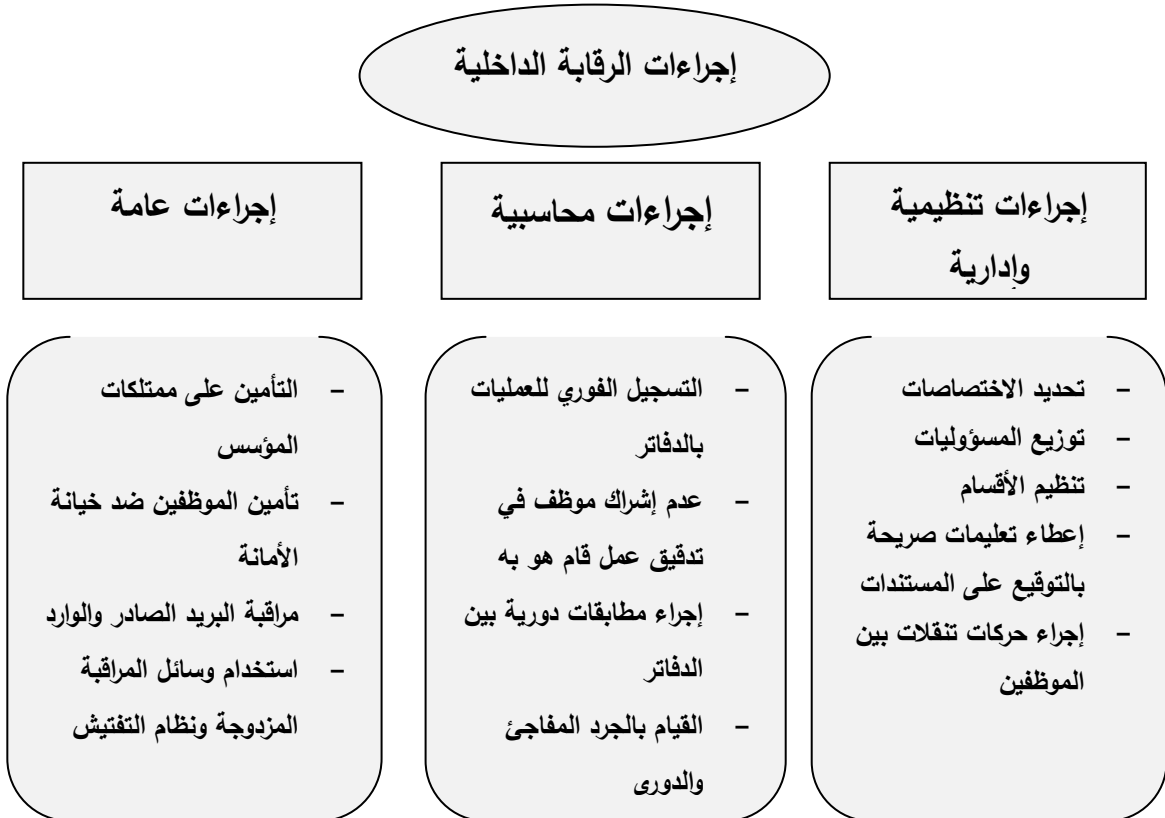 إجراءات الرقابة الداخلية
إجراءات تنظيمية
وإدارية
إجراءات محاسبية
إجراءات عامة
- تحديد الاختصاصات
- توزيع المسؤوليات
- تنظيم الأقسام
- إعطاء تعليمات صريحة
بالتوقيع على المستندات
- إجراء حركات تنقلات بين
الموظفين
- التسجيل الفوري للعمليات
بالدفاتر
- عدم إشراك موظف في
تدقيق عمل قام هو به
- إجراء مطابقات دورية بين
الدفاتر
- القيام بالجرد المفاجئ
والدورى
- التأمين على ممتلكات
المؤسس
- تأمين الموظفين ضد خيانة
الأمانة
- مراقبة البريد الصادر والوارد
- استخدام وسائل المراقبة
المزدوجة ونظام التفتيش